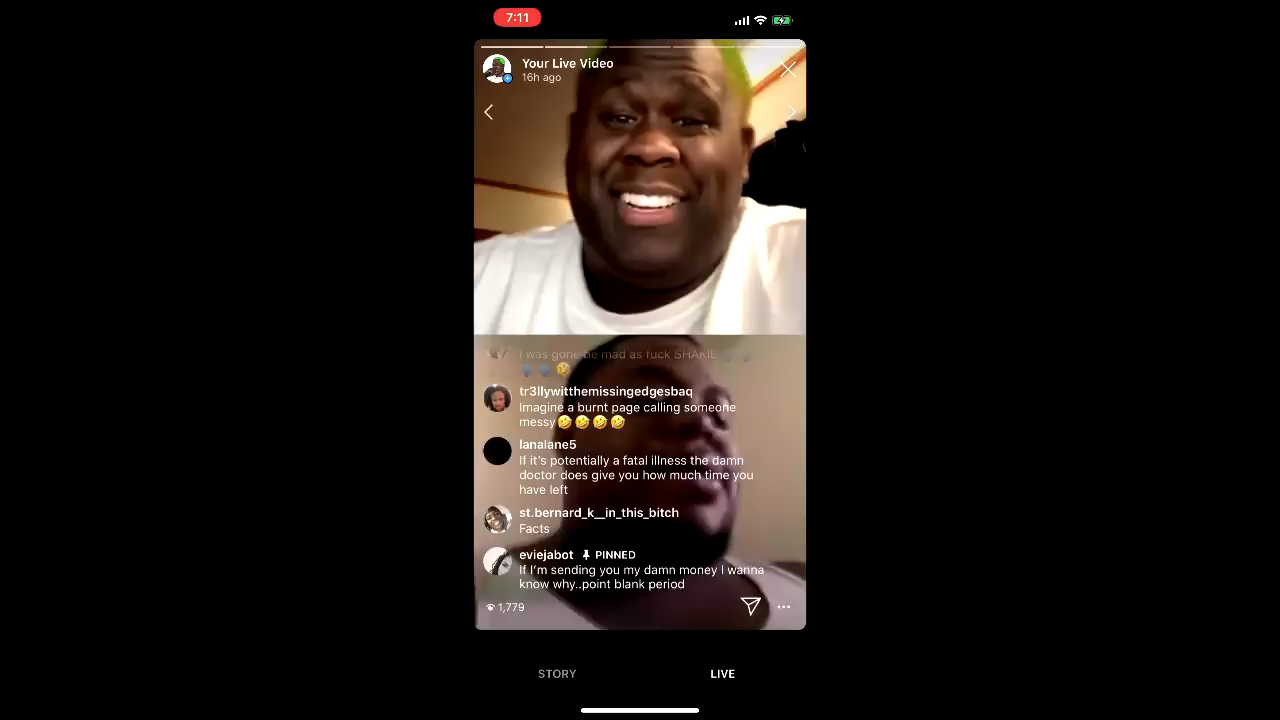 7:11
Your Live Video
16h ago
I was gone be mad as fuck SHAKIE
tr3llywitthemissingedgesbaq
Imagine a burnt page calling someone
messy🤣🤣🤣🤣
lanalane5
If it's potentially a fatal illness the damn
doctor does give you how much time you
have left
st.bernard_k__in_this_bitch
Facts
eviejabot PINNED
If I'm sending you my damn money I wanna
know why..point blank period
1,779
STORY
LIVE